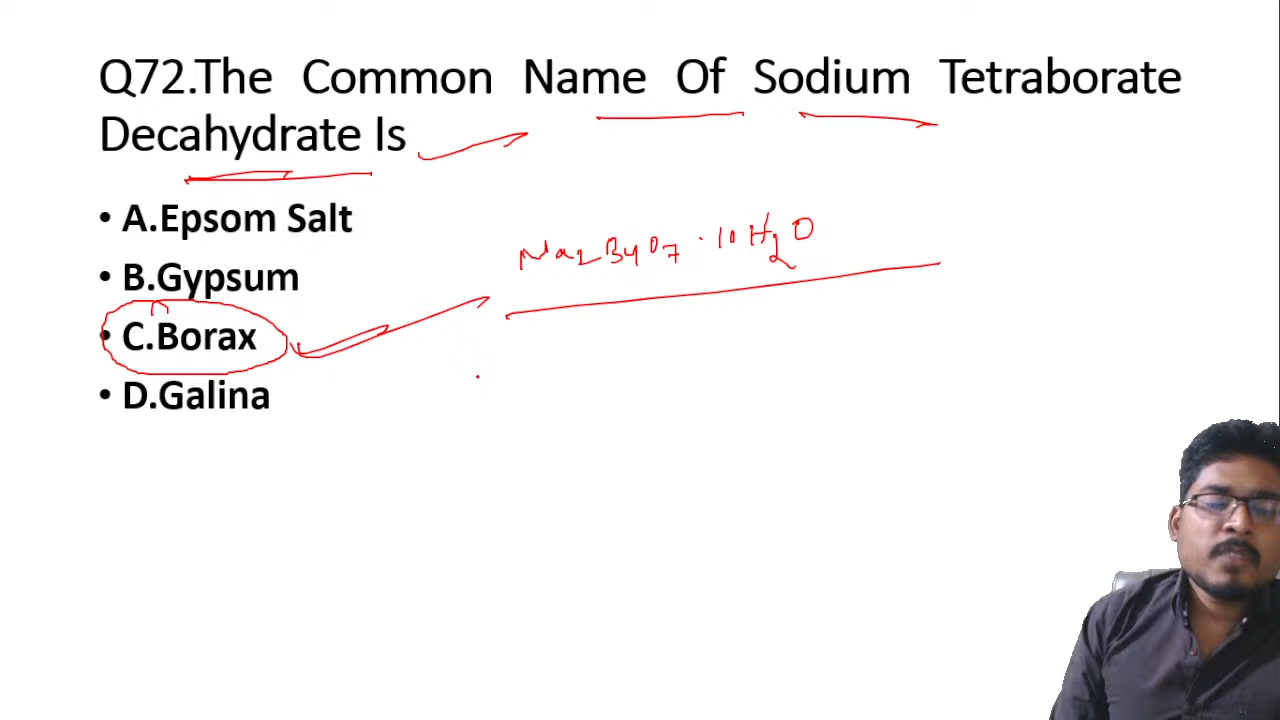 Q72.The Common Name Of Sodium Tetraborate
Decahydrate Is
• A.Epsom Salt
Na2B4O7 · 10H2O
• B.Gypsum
• C.Borax
• D.Galina